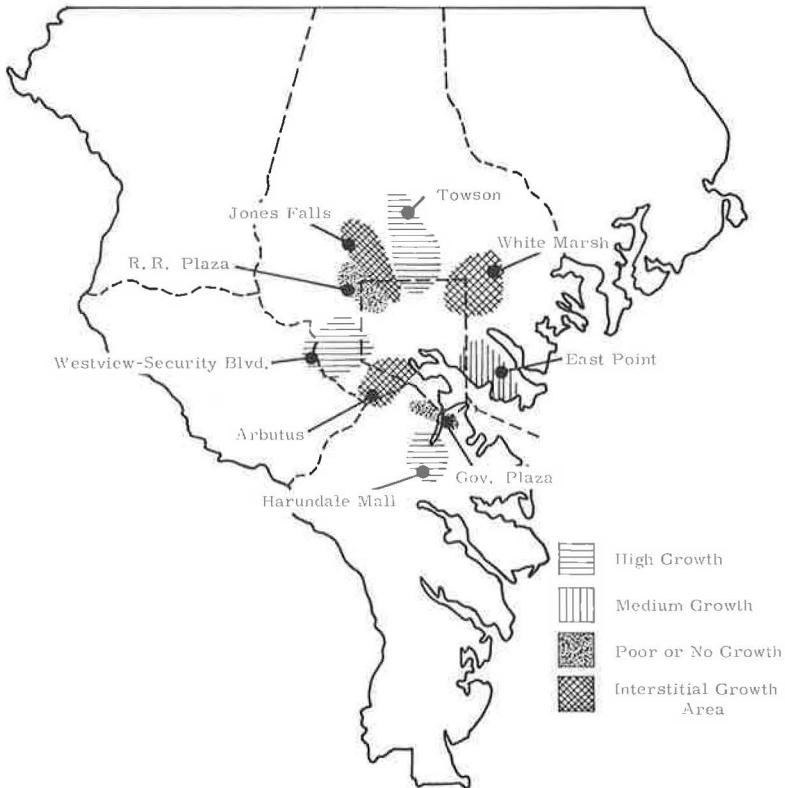 Towson
Jones Falls
White Marsh
R. R. Plaza
East Point
Westview-Security Blvd.
Arbutus
Gov. Plaza
Harundale Mall
High Growth
Medium Growth
Poor or No Growth
Interstitial Growth
Area